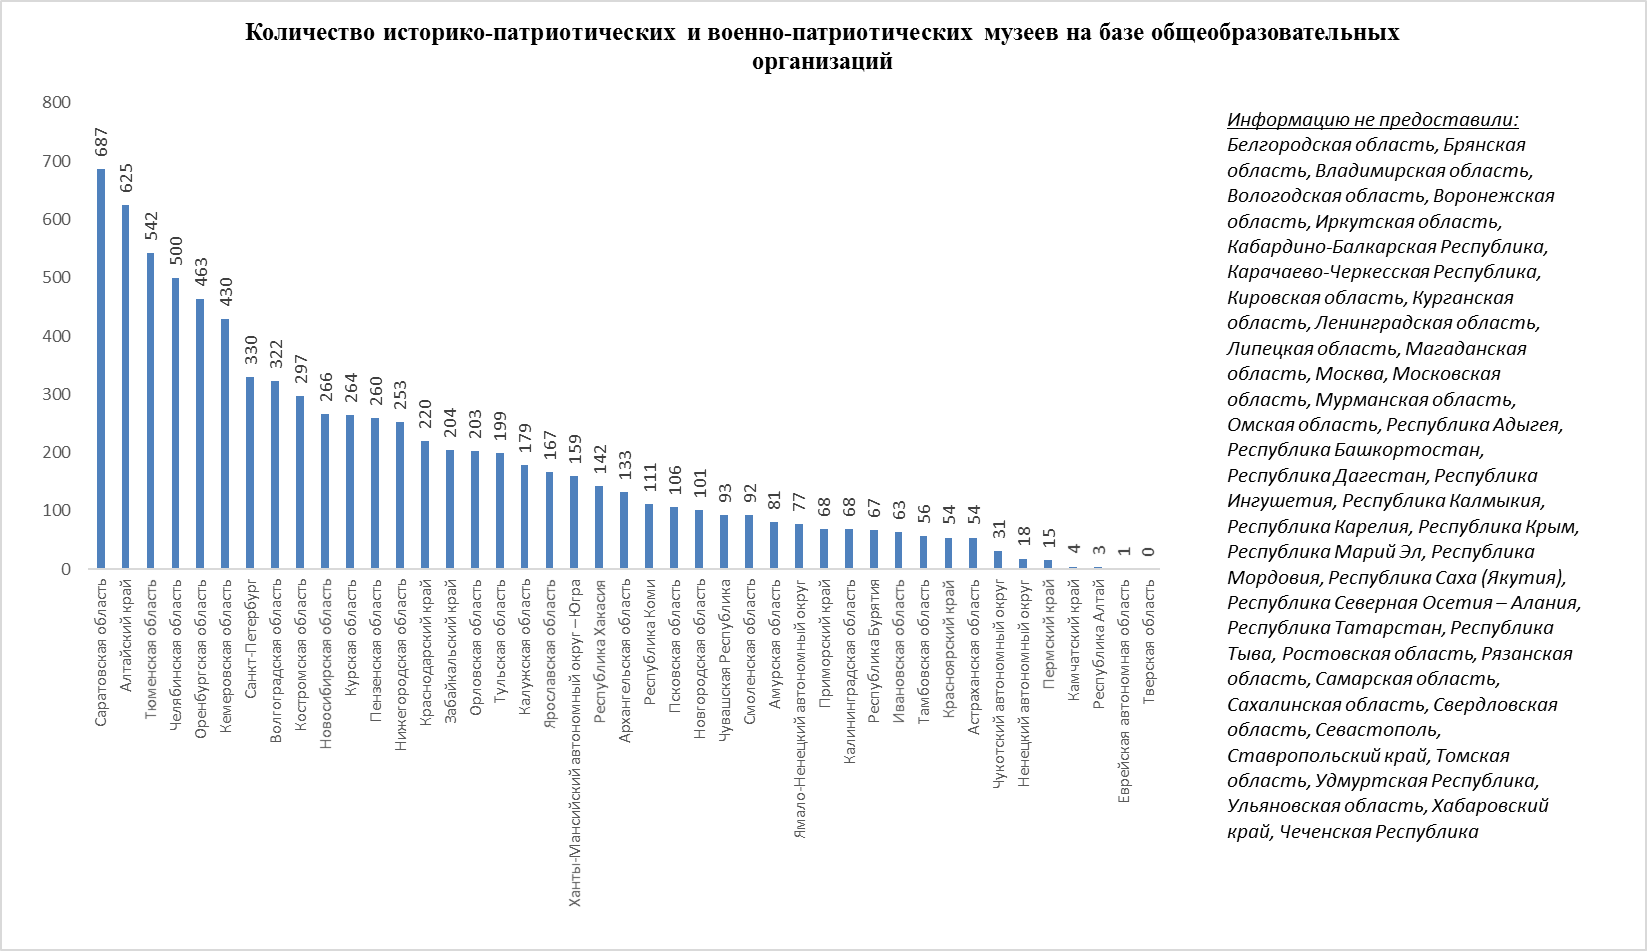 Количество историко-патриотических и военно-патриотических музеев на базе общеобразовательных
организаций
800
700
600
500
400
300
200
100
0
687
625
542
500
463
430
330
322
297
266
264
260
253
220
204
203
199
179
167
159
142
133
111
106
101
93
92
81
77
68
68
67
63
56
54
54
31
18
15
4
3
1
0
Саратовская область
Алтайский край
Тюменская область
Челябинская область
Оренбургская область
Кемеровская область
Санкт-Петербург
Волгоградская область
Костромская область
Новосибирская область
Курская область
Пензенская область
Нижегородская область
Краснодарский край
Забайкальский край
Орловская область
Тульская область
Калужская область
Ярославская область
Ханты-Мансийский автономный округ – Югра
Республика Хакасия
Архангельская область
Республика Коми
Псковская область
Новгородская область
Чувашская Республика
Смоленская область
Амурская область
Ямало-Ненецкий автономный округ
Приморский край
Калининградская область
Республика Бурятия
Ивановская область
Тамбовская область
Красноярский край
Астраханская область
Чукотский автономный округ
Ненецкий автономный округ
Пермский край
Камчатский край
Республика Алтай
Еврейская автономная область
Тверская область
Информацию не предоставили:
Белгородская область, Брянская
область, Владимирская область,
Вологодская область, Воронежская
область, Иркутская область,
Кабардино-Балкарская Республика,
Карачаево-Черкесская Республика,
Кировская область, Курганская
область, Ленинградская область,
Липецкая область, Магаданская
область, Москва, Московская
область, Мурманская область,
Омская область, Республика Адыгея,
Республика Башкортостан,
Республика Дагестан, Республика
Ингушетия, Республика Калмыкия,
Республика Карелия, Республика Крым,
Республика Марий Эл, Республика
Мордовия, Республика Саха (Якутия),
Республика Северная Осетия – Алания,
Республика Татарстан, Республика
Тыва, Ростовская область, Рязанская
область, Самарская область,
Сахалинская область, Свердловская
область, Севастополь,
Ставропольский край, Томская
область, Удмуртская Республика,
Ульяновская область, Хабаровский
край, Чеченская Республика